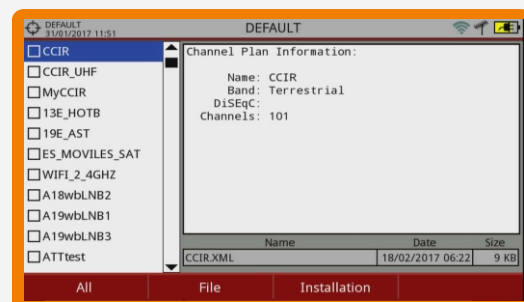 DEFAULT
31/01/2017 11:51
DEFAULT
CCIR
CCIR_UHF
MyCCIR
13E_HOTB
19E_AST
ES_MOVILES_SAT
WIFI_2_4GHZ
A18wbLNB2
A19wbLNB1
A19wbLNB3
ATTtest
Channel Plan Information:
Name: CCIR
Band: Terrestrial
DiSEqC:
Channels: 101
Name Date Size
CCIR.XML 18/02/2017 06:22 9 KB
All File Installation